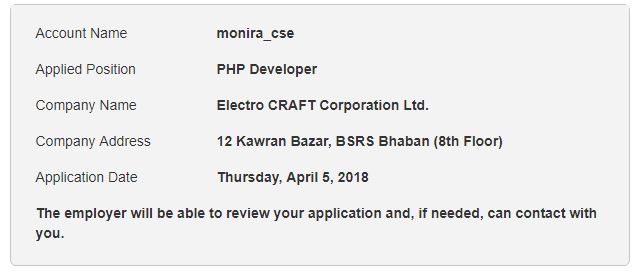 Account Name monira_cse
Applied Position PHP Developer
Company Name Electro CRAFT Corporation Ltd.
Company Address 12 Kawran Bazar, BSRS Bhaban (8th Floor)
Application Date Thursday, April 5, 2018
The employer will be able to review your application and, if needed, can contact with
you.